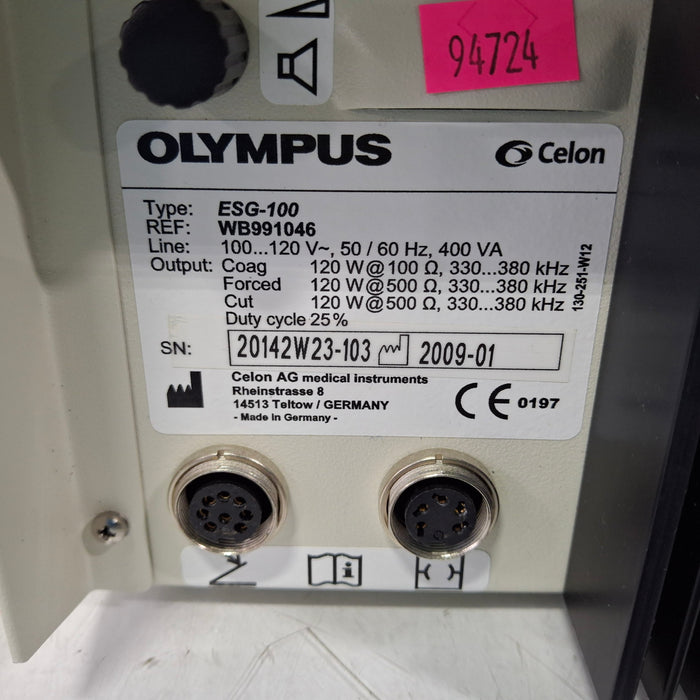 94724
OLYMPUS
Celon
Type: ESG-100
REF: WB991046
Line: 100...120 V~, 50 / 60 Hz, 400 VA
Output: Coag 120 W@100 Ω, 330...380 kHz
Forced 120 W@500 Ω, 330...380 kHz
Cut 120 W@500 Ω, 330...380 kHz
Duty cycle 25%
130-251-W12
SN: 20142W23-103 2009-01
Celon AG medical instruments
Rheinstrasse 8
14513 Teltow / GERMANY
- Made in Germany -
CE 0197